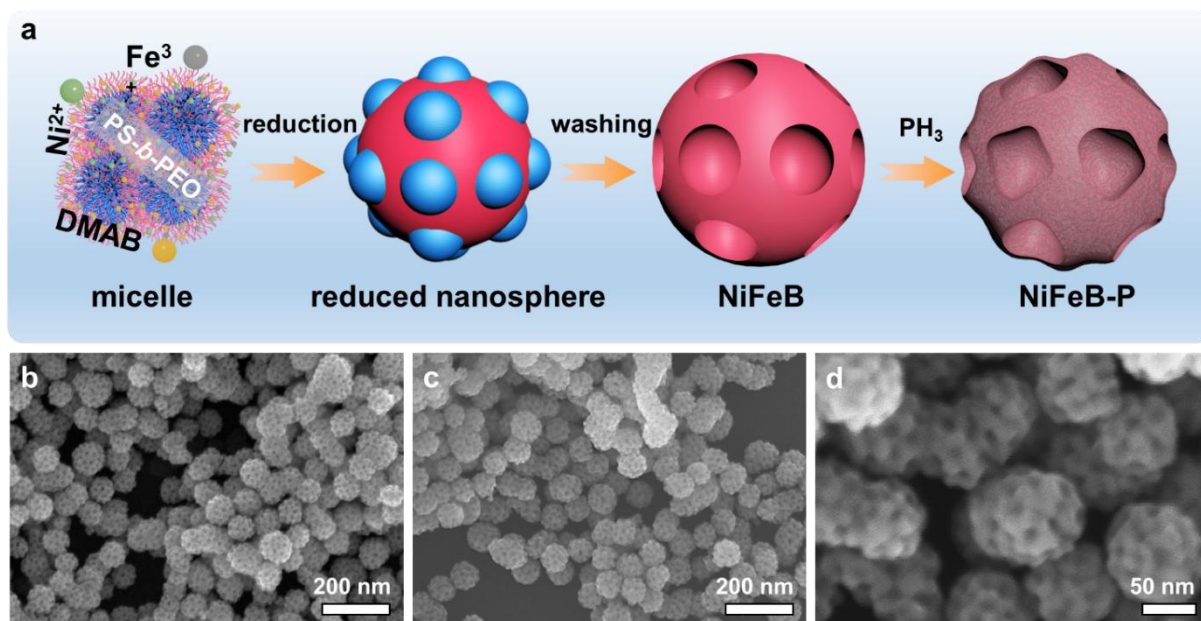 a
Fe³
+
Ni²⁺
PS-b-PEO
DMAB
reduction
washing
PH₃
micelle
reduced nanosphere
NiFeB
NiFeB-P
b
200 nm
c
200 nm
d
50 nm